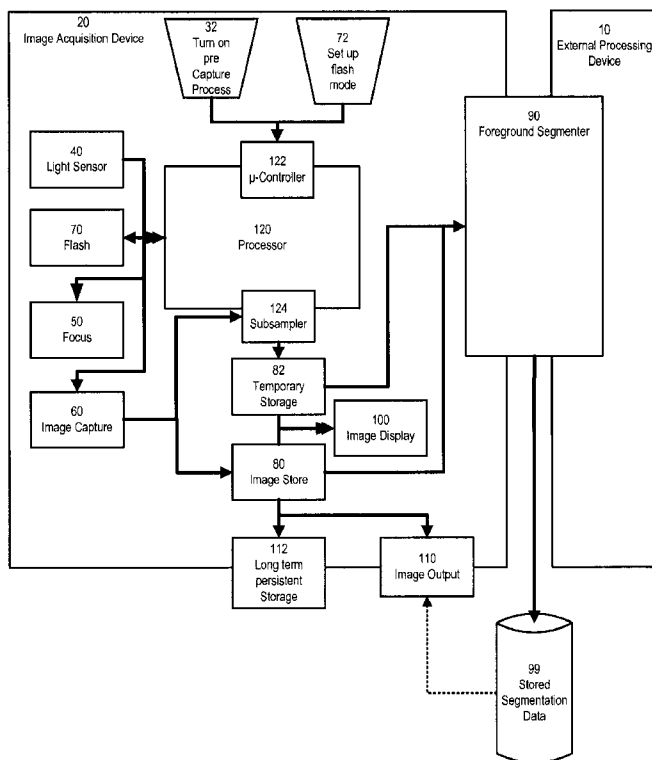 20
Image Acquisition Device
32
Turn on
pre
Capture
Process
72
Set up
flash
mode
10
External Processing
Device
90
Foreground Segmenter
40
Light Sensor
122
µ-Controller
70
Flash
120
Processor
50
Focus
124
Subsampler
82
Temporary
Storage
60
Image Capture
100
Image Display
80
Image Store
112
Long term
persistent
Storage
110
Image Output
99
Stored
Segmentation
Data